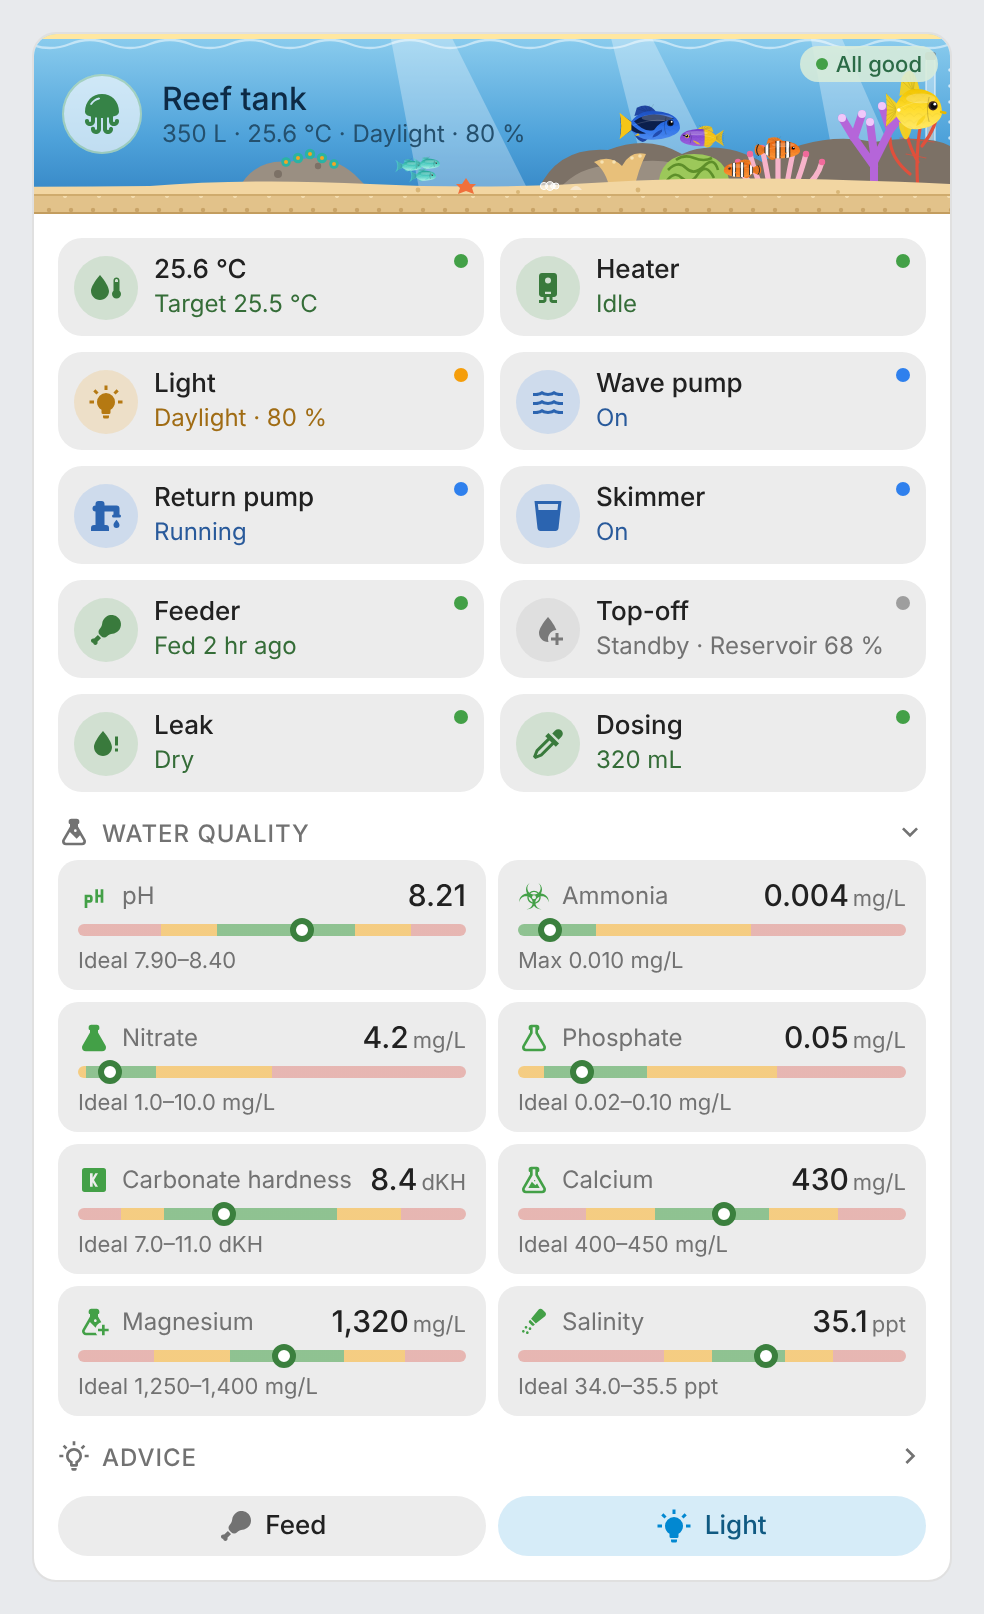 All good
Reef tank
350 L · 25.6 °C · Daylight · 80 %
25.6 °C
Target 25.5 °C
Heater
Idle
Light
Daylight · 80 %
Wave pump
On
Return pump
Running
Skimmer
On
Feeder
Fed 2 hr ago
Top-off
Standby · Reservoir 68 %
Leak
Dry
Dosing
320 mL
WATER QUALITY
pH pH 8.21
Ideal 7.90–8.40
Ammonia 0.004 mg/L
Max 0.010 mg/L
Nitrate 4.2 mg/L
Ideal 1.0–10.0 mg/L
Phosphate 0.05 mg/L
Ideal 0.02–0.10 mg/L
K Carbonate hardness 8.4 dKH
Ideal 7.0–11.0 dKH
Calcium 430 mg/L
Ideal 400–450 mg/L
Magnesium 1,320 mg/L
Ideal 1,250–1,400 mg/L
Salinity 35.1 ppt
Ideal 34.0–35.5 ppt
ADVICE
Feed
Light